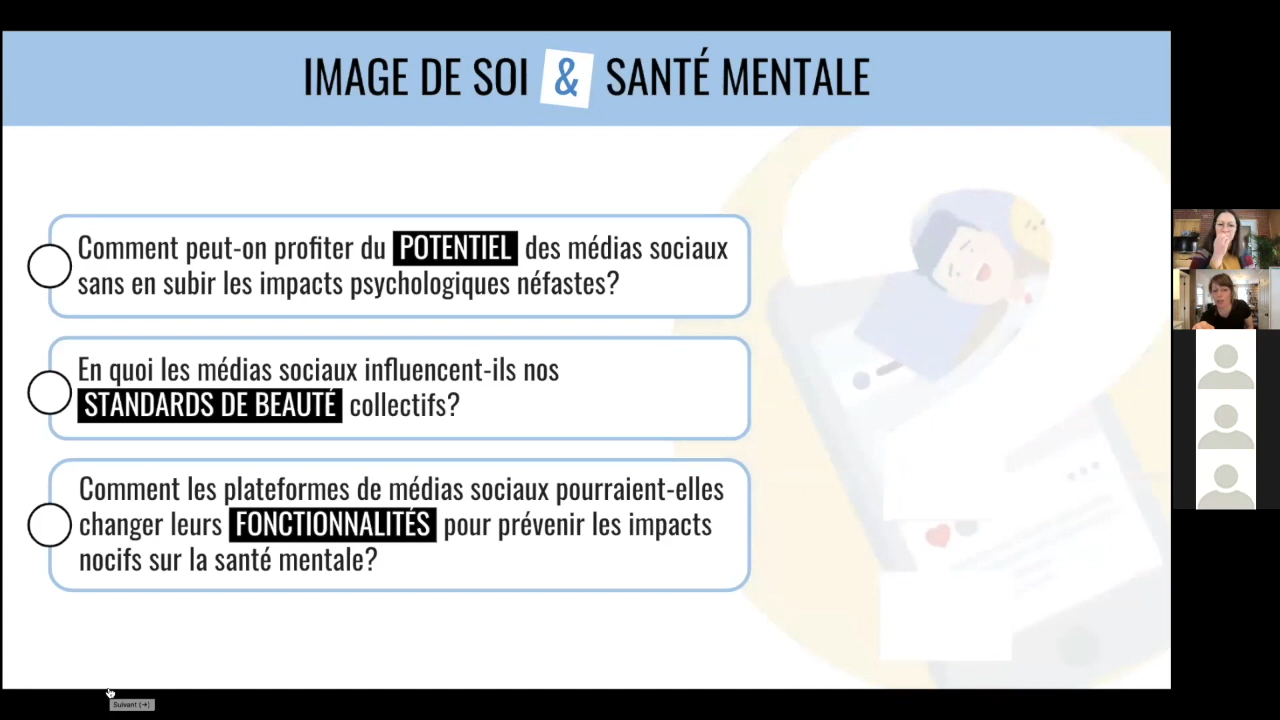 IMAGE DE SOI & SANTÉ MENTALE
Comment peut-on profiter du POTENTIEL des médias sociaux
sans en subir les impacts psychologiques néfastes?
En quoi les médias sociaux influencent-ils nos
STANDARDS DE BEAUTÉ collectifs?
Comment les plateformes de médias sociaux pourraient-elles
changer leurs FONCTIONNALITÉS pour prévenir les impacts
nocifs sur la santé mentale?
Suivant (→)